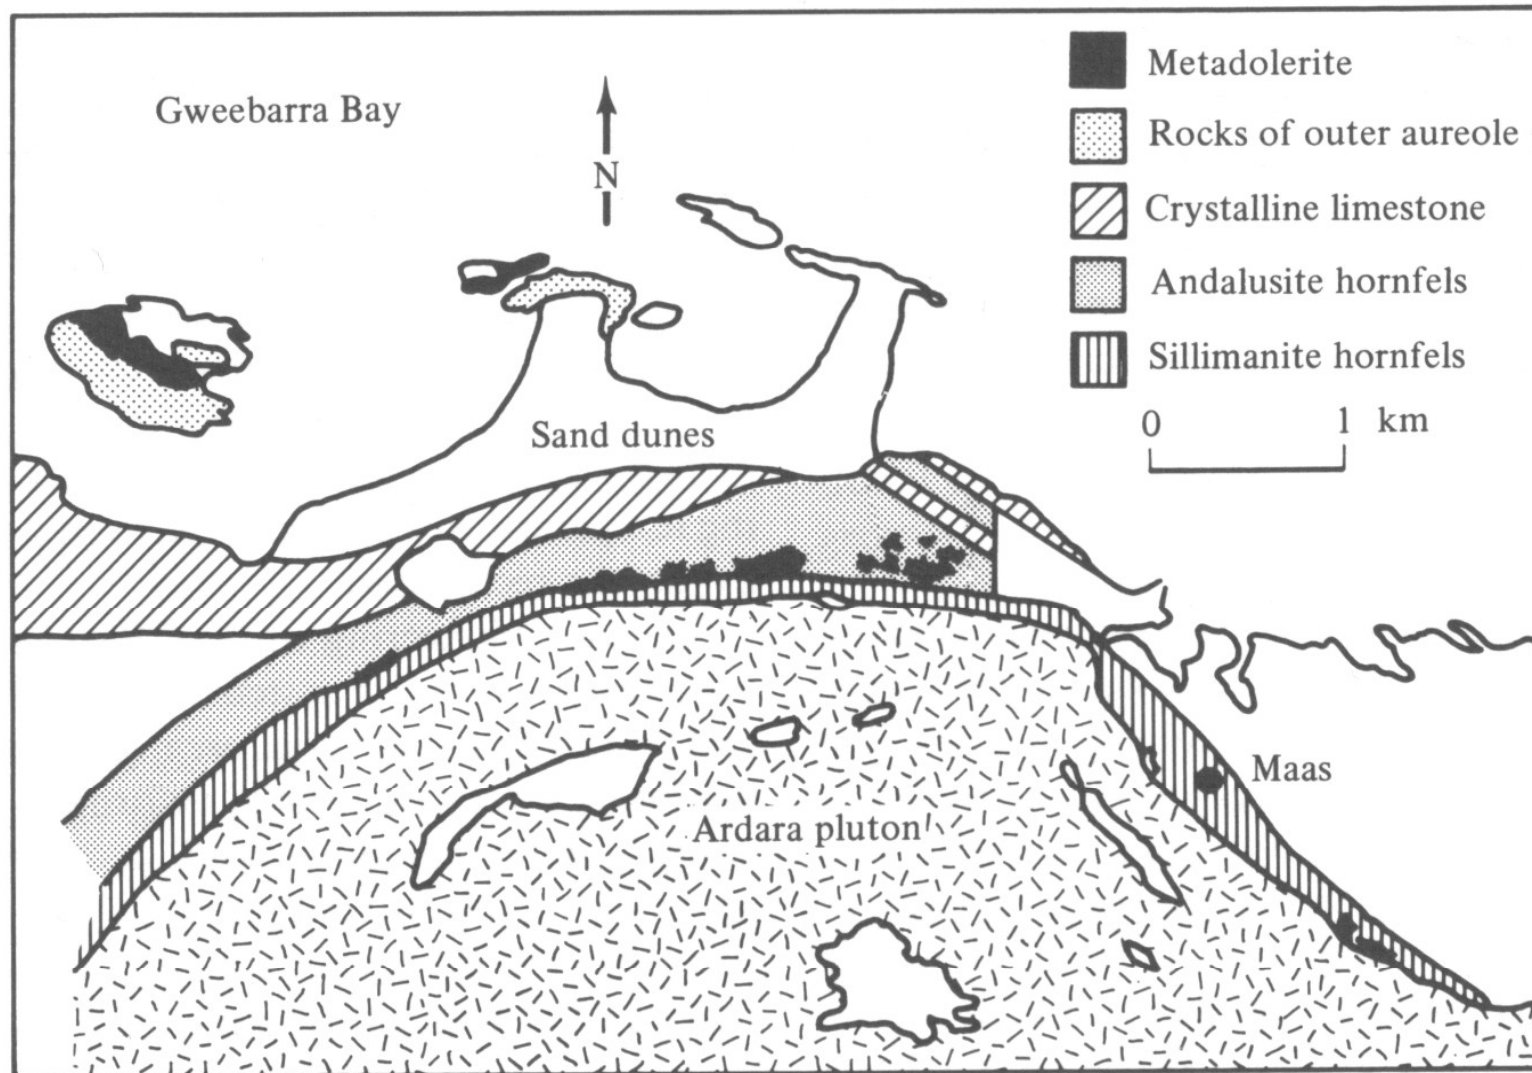 Gweebarra Bay
N
Metadolerite
Rocks of outer aureole
Crystalline limestone
Andalusite hornfels
Sillimanite hornfels
0 1 km
Sand dunes
Maas
Ardara pluton